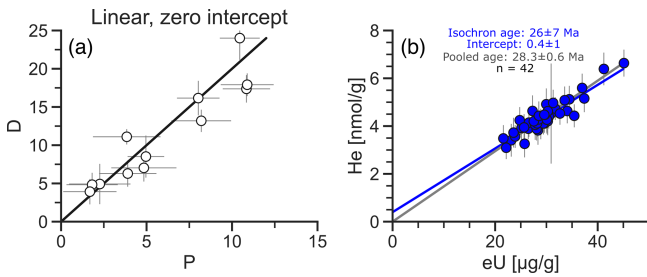 Linear, zero intercept
(a)
25
20
15
10
5
0
D
0 5 10 15
P
(b)
Isochron age: 26±7 Ma
Intercept: 0.4±1
Pooled age: 28.3±0.6 Ma
n = 42
8
6
4
2
0
He [nmol/g]
0 20 40
eU [µg/g]